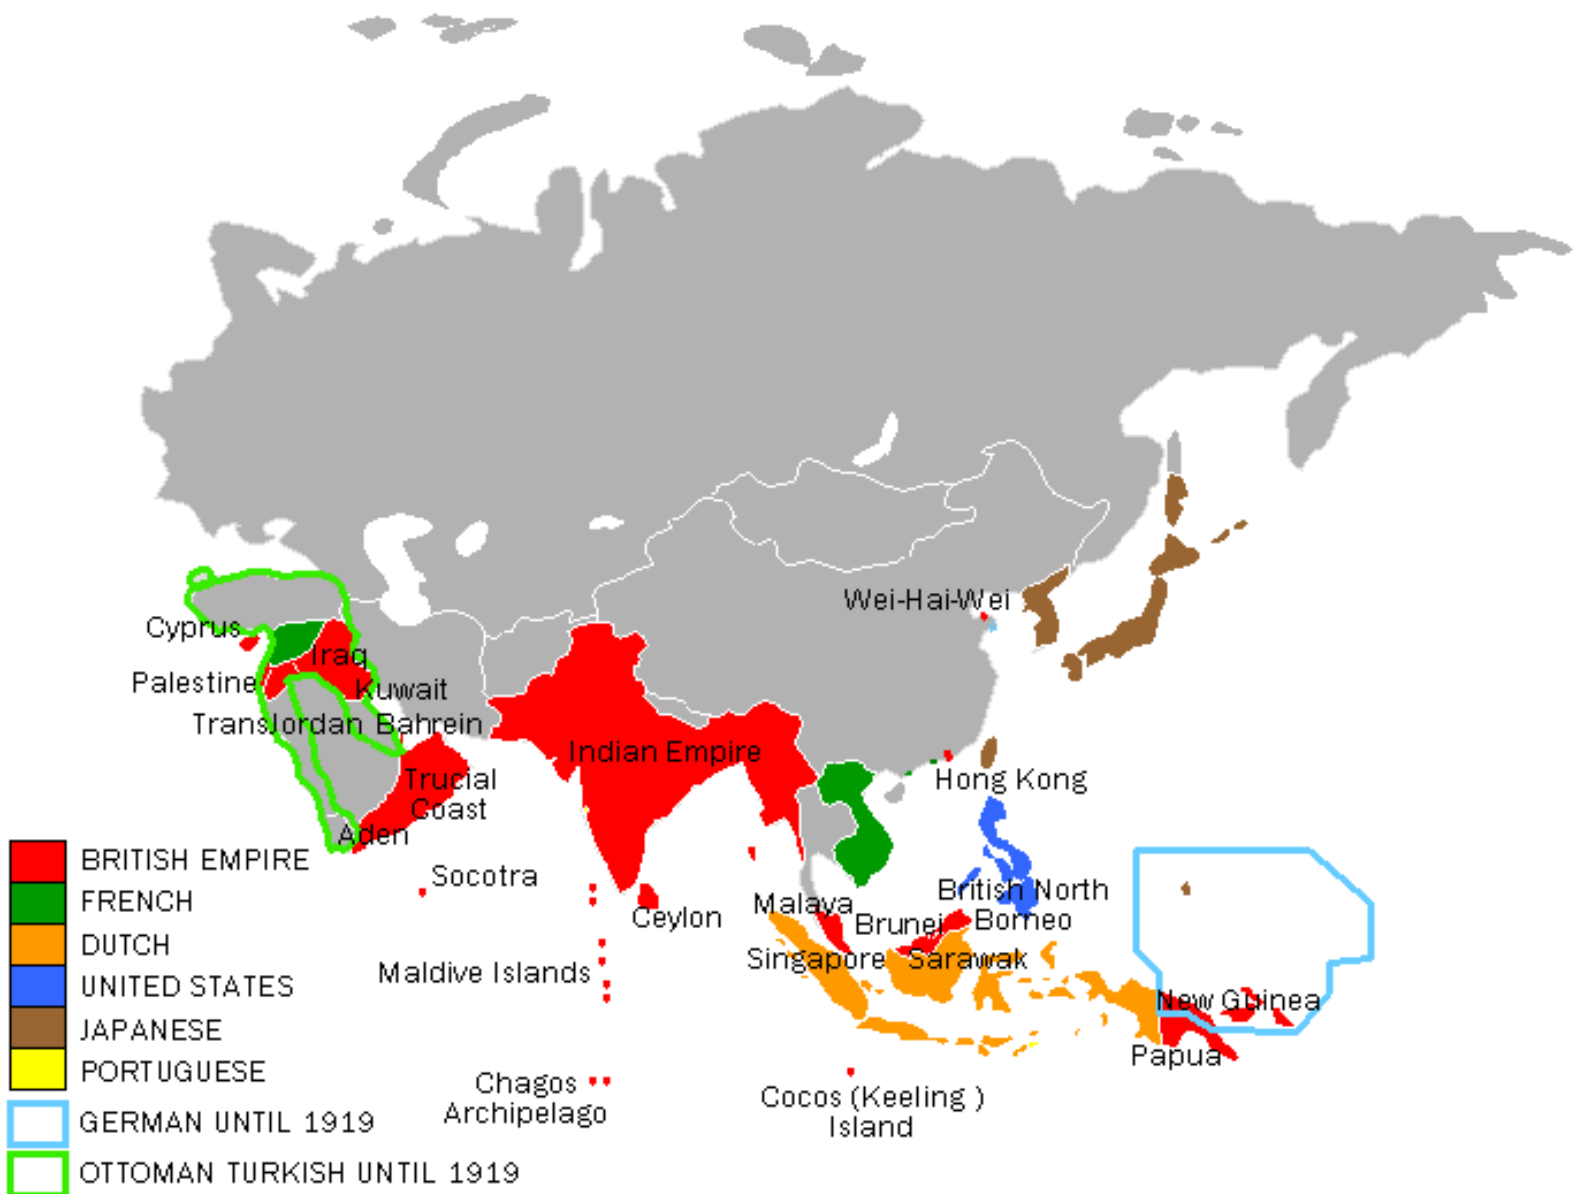 Wei-Hai-Wei
Cyprus
Iraq
Palestine
Kuwait
TransJordan
Bahrein
Indian Empire
Hong Kong
Trucial
Coast
Aden
Socotra
Ceylon
Malaya
British North
Borneo
Brunei
Singapore
Sarawak
Maldive Islands
New Guinea
Papua
Chagos
Archipelago
Cocos (Keeling )
Island
BRITISH EMPIRE
FRENCH
DUTCH
UNITED STATES
JAPANESE
PORTUGUESE
GERMAN UNTIL 1919
OTTOMAN TURKISH UNTIL 1919